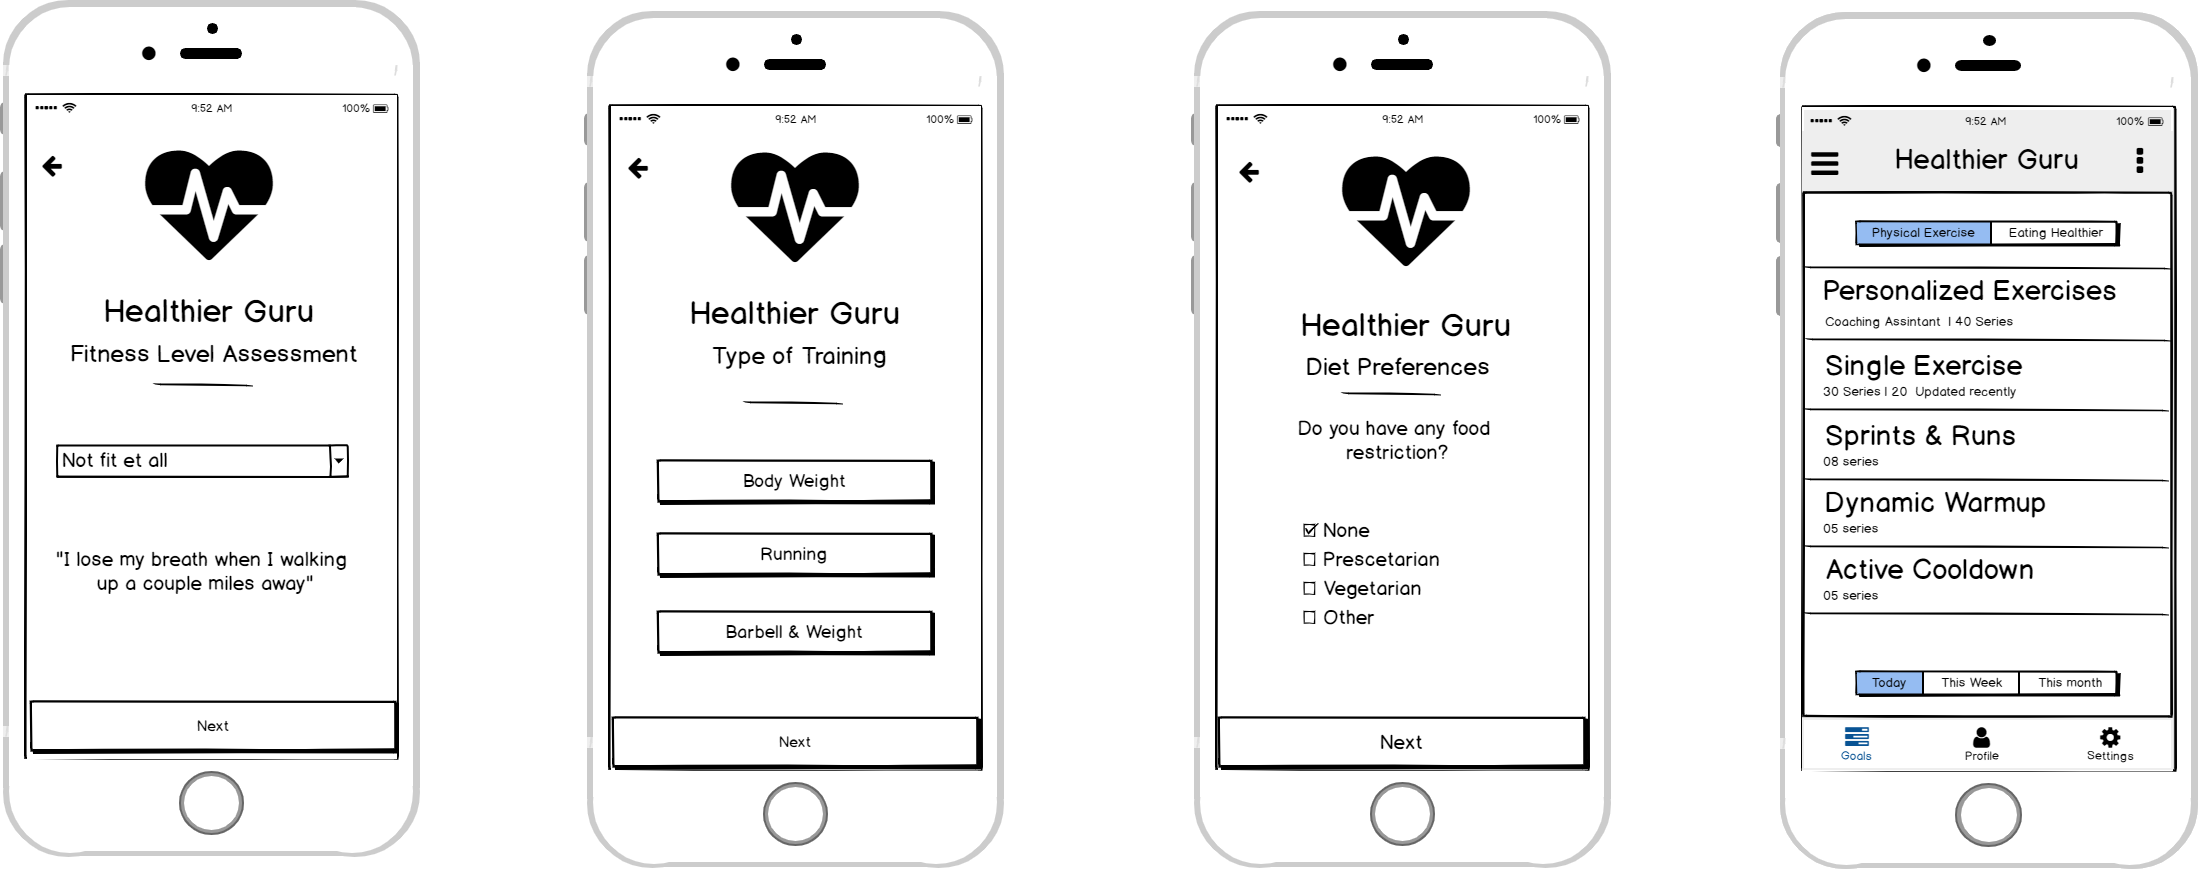 9:52 AM 100%
Healthier Guru
Fitness Level Assessment
Not fit et all
"I lose my breath when I walking
up a couple miles away"
Next
9:52 AM 100%
Healthier Guru
Type of Training
Body Weight
Running
Barbell & Weight
Next
9:52 AM 100%
Healthier Guru
Diet Preferences
Do you have any food
restriction?
None
Prescetarian
Vegetarian
Other
Next
9:52 AM 100%
Healthier Guru
Physical Exercise Eating Healthier
Personalized Exercises
Coaching Assintant | 40 Series
Single Exercise
30 Series | 20 Updated recently
Sprints & Runs
08 series
Dynamic Warmup
05 series
Active Cooldown
05 series
Today This Week This month
Goals Profile Settings